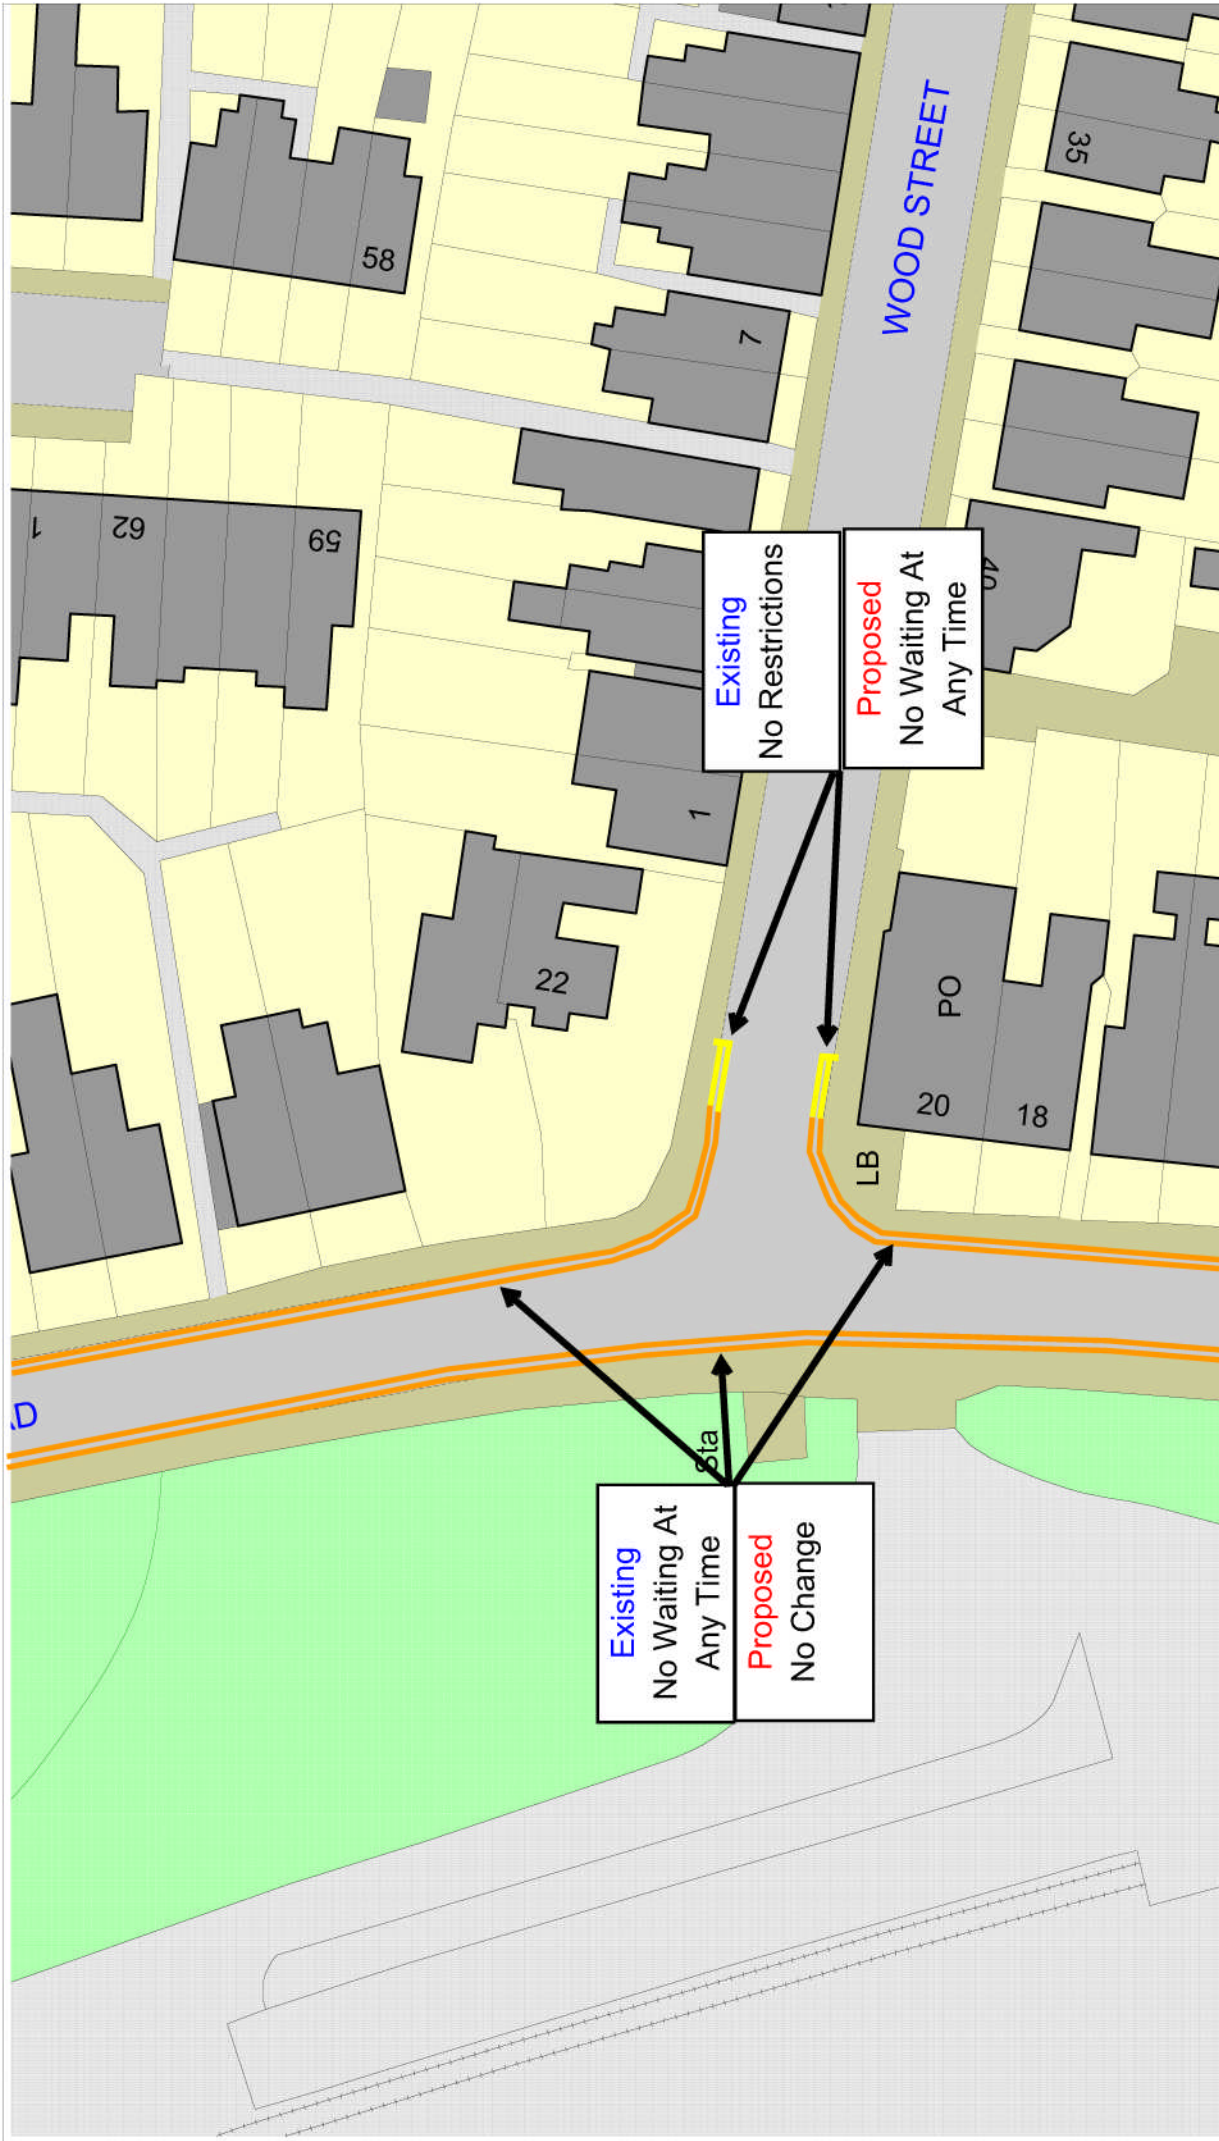 WOOD STREET
35
58
7
1
62
59
40
Existing
No Restrictions
Proposed
No Waiting At
Any Time
1
22
PO
20
18
LB
Sta
Existing
No Waiting At
Any Time
Proposed
No Change